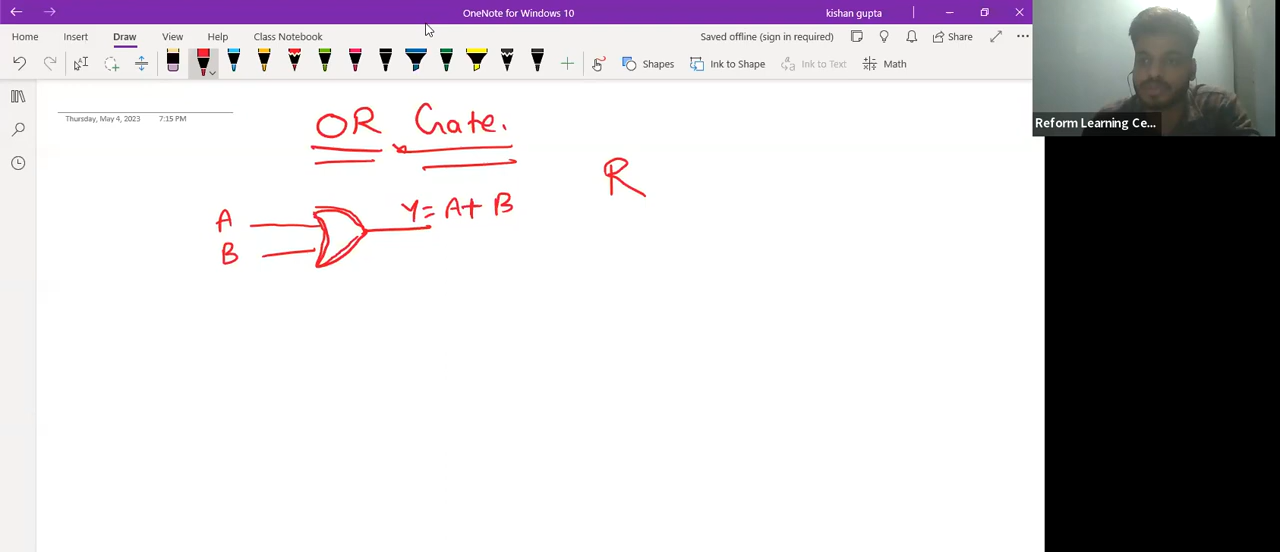 OneNote for Windows 10
kishan gupta
Home Insert Draw View Help Class Notebook
Saved offline (sign in required) Share
Shapes Ink to Shape Ink to Text Math
Reform Learning Ce...
Thursday, May 4, 2023 7:15 PM
OR Gate.
R
Y = A + B
A
B